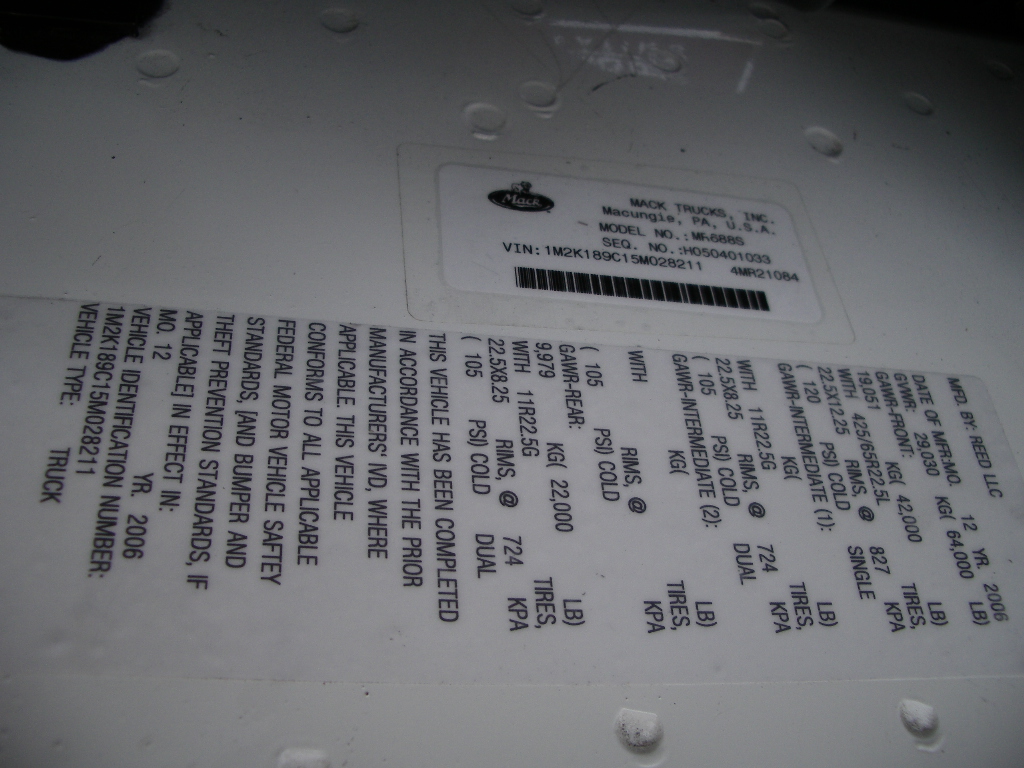 Mack
MACK TRUCKS, INC.
Macungie, PA, U.S.A.
MODEL NO.: MR688S
SEQ. NO.:H050401033
VIN: 1M2K189C15M028211 4MR21084
MFD. BY: REED LLC
DATE OF MFR:MO. 12 YR. 2006
GVWR: 29,030 KG( 64,000 LB)
GAWR-FRONT:
19,051 KG( 42,000 LB)
WITH 425/65R22.5L TIRES,
22.5X12.25 RIMS, @ 827 KPA
( 120 PSI) COLD SINGLE
GAWR-INTERMEDIATE (1):
KG( LB)
WITH 11R22.5G TIRES,
22.5X8.25 RIMS, @ 724 KPA
( 105 PSI) COLD DUAL
GAWR-INTERMEDIATE (2):
KG( LB)
WITH TIRES,
RIMS, @ KPA
( 105 PSI) COLD
GAWR-REAR:
9,979 KG( 22,000 LB)
WITH 11R22.5G TIRES,
22.5X8.25 RIMS, @ 724 KPA
( 105 PSI) COLD DUAL
THIS VEHICLE HAS BEEN COMPLETED
IN ACCORDANCE WITH THE PRIOR
MANUFACTURERS' IVD, WHERE
APPLICABLE. THIS VEHICLE
CONFORMS TO ALL APPLICABLE
FEDERAL MOTOR VEHICLE SAFTEY
STANDARDS, [AND BUMPER AND
THEFT PREVENTION STANDARDS, IF
APPLICABLE] IN EFFECT IN:
MO. 12 YR. 2006
VEHICLE IDENTIFICATION NUMBER:
1M2K189C15M028211
VEHICLE TYPE: TRUCK